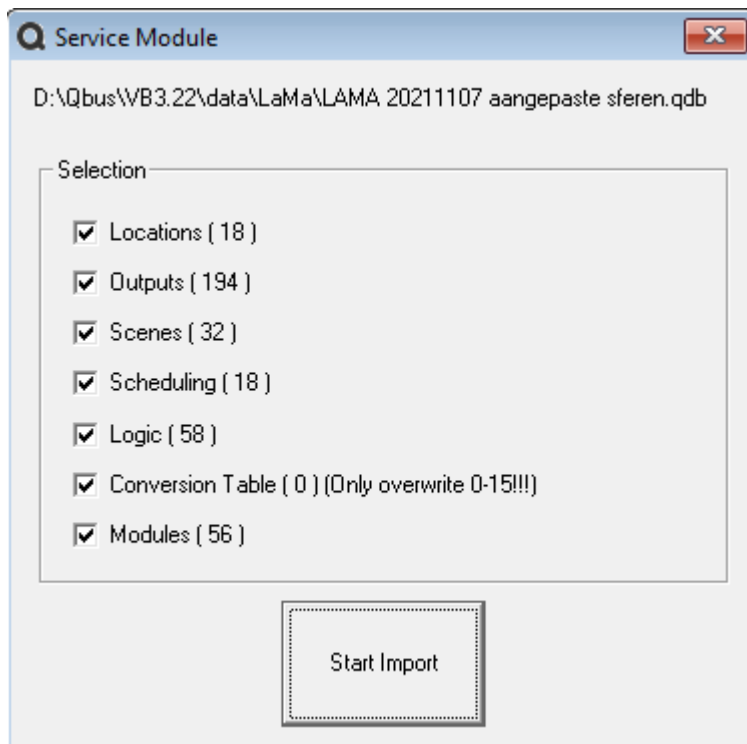 Service Module
D:\Qbus\VB3.22\data\LaMa\LAMA 20211107 aangepaste sferen.qdb
Selection
Locations ( 18 )
Outputs ( 194 )
Scenes ( 32 )
Scheduling ( 18 )
Logic ( 58 )
Conversion Table ( 0 ) (Only overwrite 0-15!!!)
Modules ( 56 )
Start Import